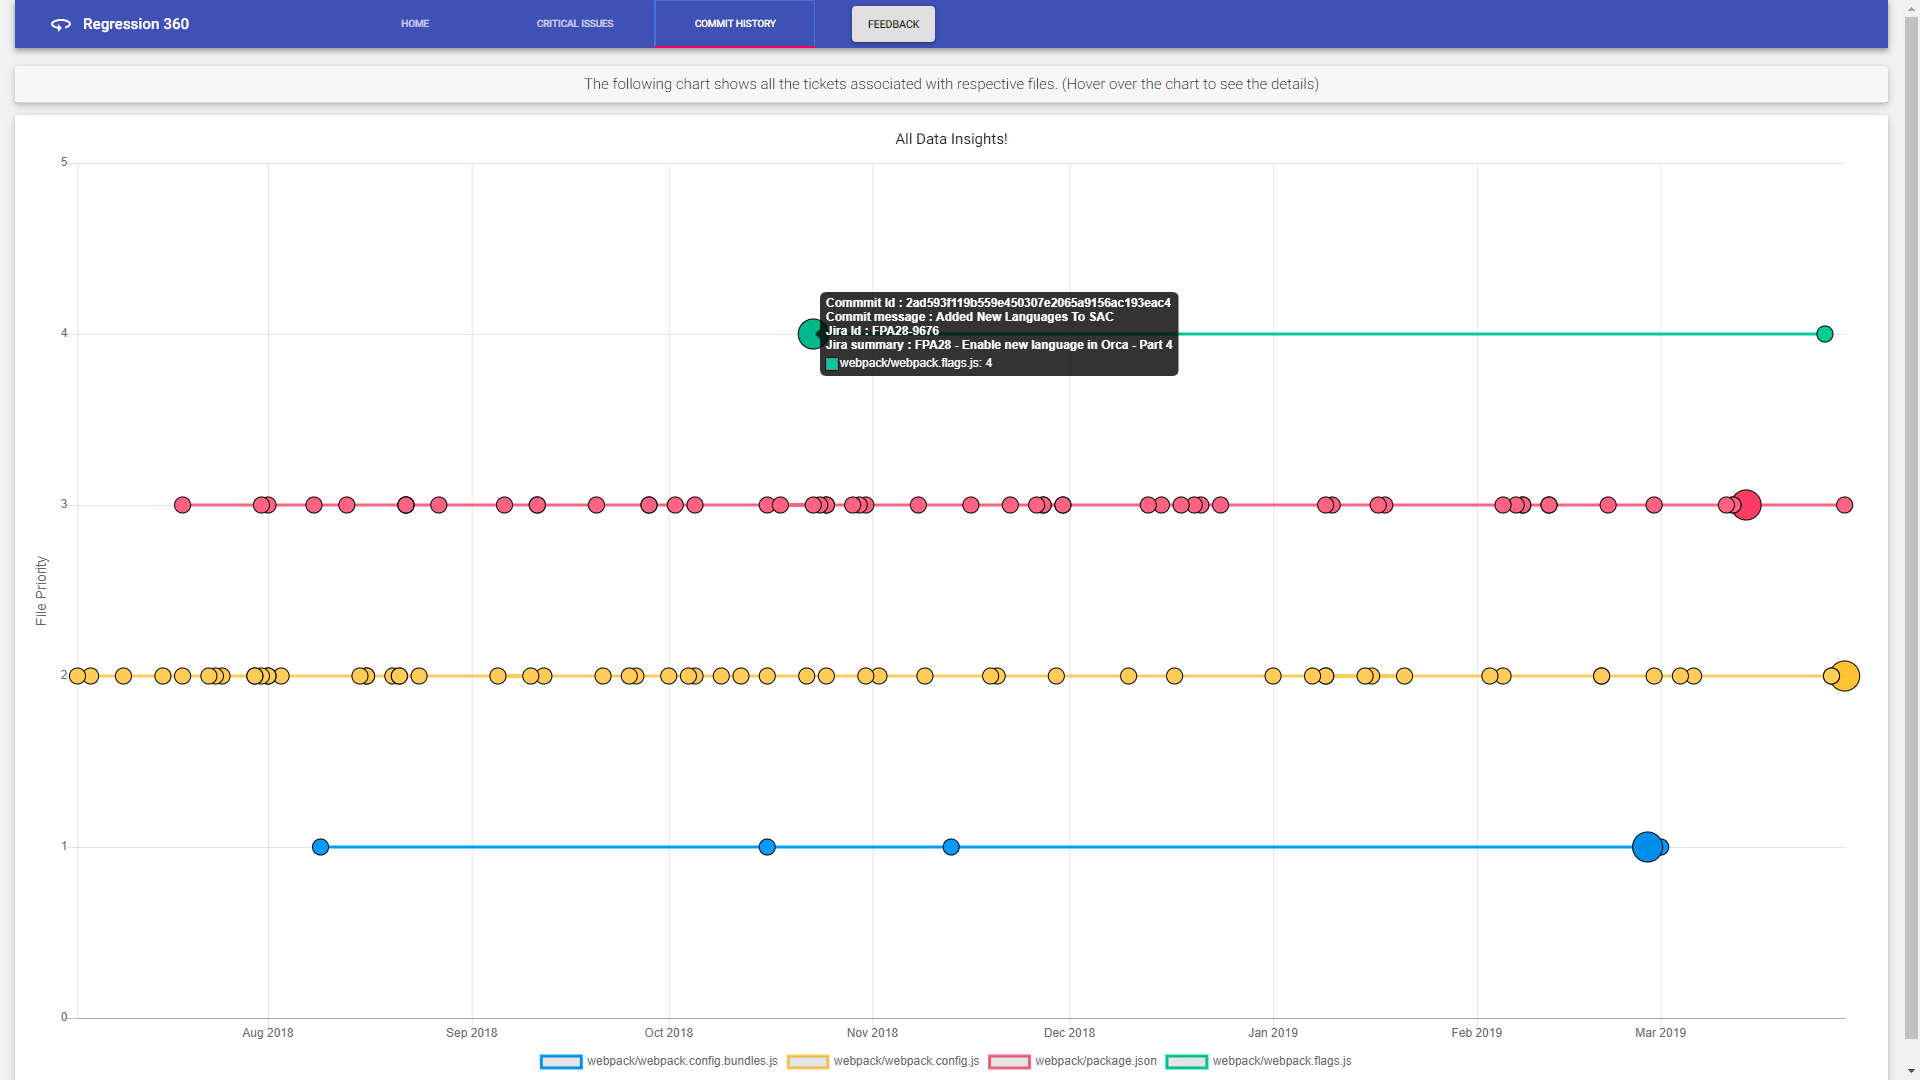 Regression 360
HOME
CRITICAL ISSUES
COMMIT HISTORY
FEEDBACK
The following chart shows all the tickets associated with respective files. (Hover over the chart to see the details)
All Data Insights!
5
4
3
2
1
0
File Priority
Commmit Id : 2ad593f119b559e450307e2065a9156ac193eac4
Commit message : Added New Languages To SAC
Jira Id : FPA28-9676
Jira summary : FPA28 - Enable new language in Orca - Part 4
webpack/webpack.flags.js: 4
Aug 2018
Sep 2018
Oct 2018
Nov 2018
Dec 2018
Jan 2019
Feb 2019
Mar 2019
webpack/webpack.config.bundles.js
webpack/webpack.config.js
webpack/package.json
webpack/webpack.flags.js